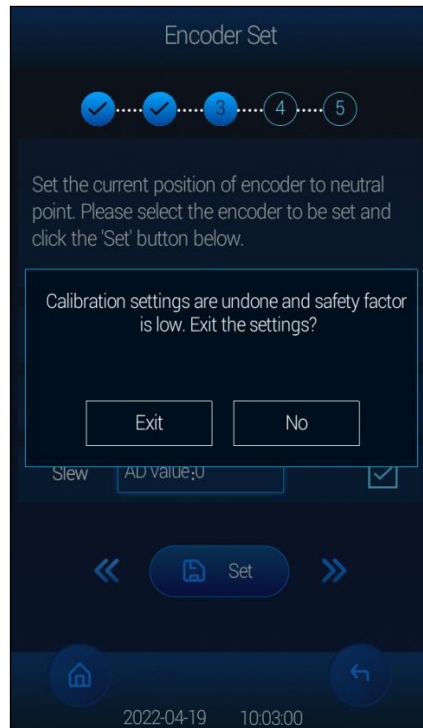 Encoder Set
3 4 5
Set the current position of encoder to neutral
point. Please select the encoder to be set and
click the 'Set' button below.
Calibration settings are undone and safety factor
is low. Exit the settings?
Exit No
Slew AD value:0
Set
2022-04-19 10:03:00